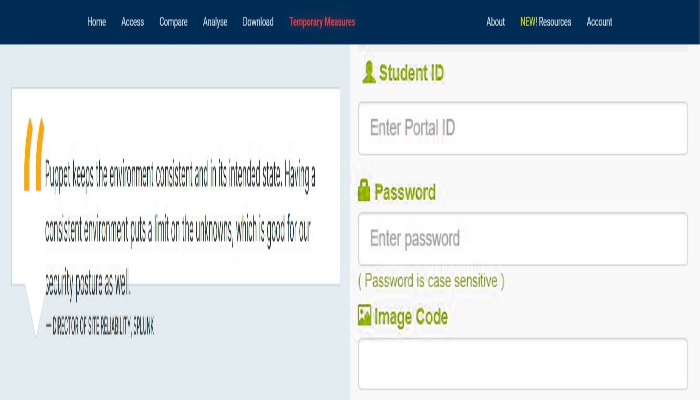 Home Access Compare Analyse Download Temporary Measures About NEW! Resources Account
Puppet keeps the environment consistent and in its intended state. Having a
consistent environment puts a limit on the unknowns, which is good for our
security posture as well.
— DIRECTOR OF SITE RELIABILITY, SPLUNK
Student ID
Enter Portal ID
Password
Enter password
( Password is case sensitive )
Image Code